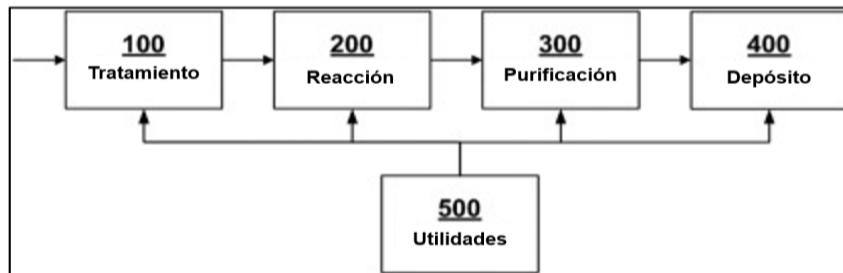 100
Tratamiento
200
Reacción
300
Purificación
400
Depósito
500
Utilidades